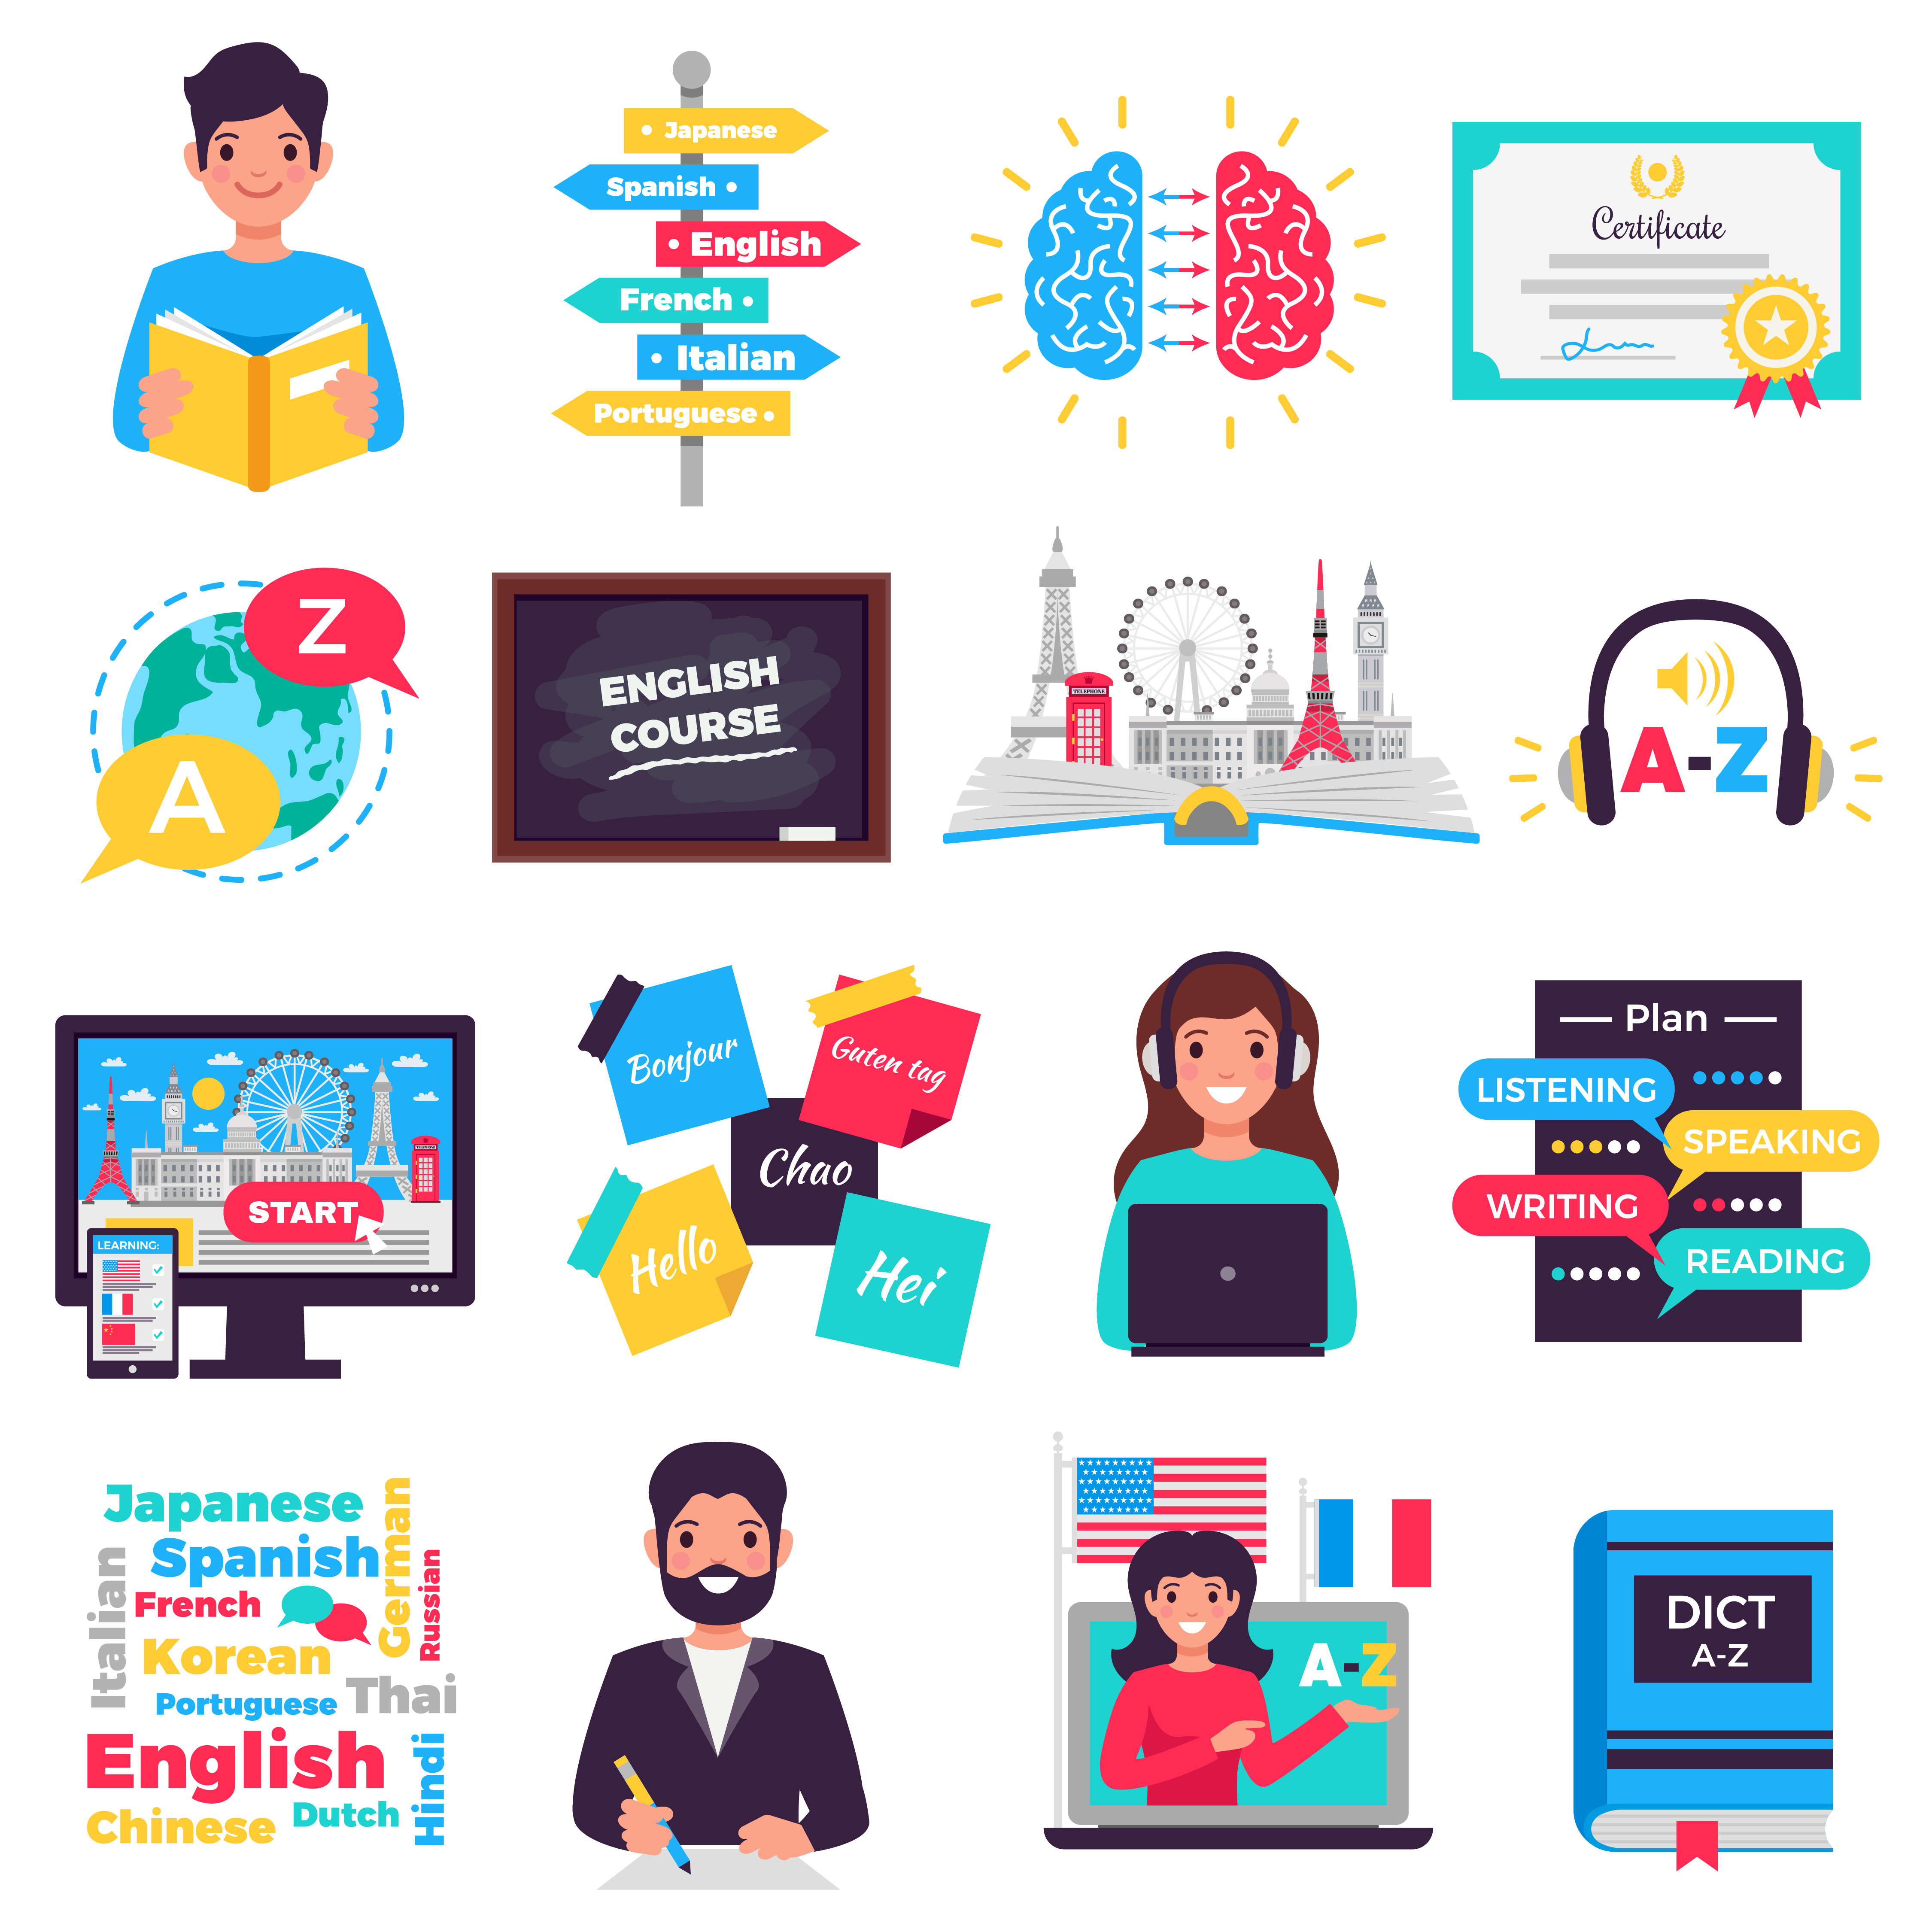 Japanese
Spanish
English
French
Italian
Portuguese
Certificate
Z
A
ENGLISH
COURSE
TELEPHONE
A-Z
START
LEARNING:
Bonjour
Guten tag
Chao
Hello
Hei
Plan
LISTENING
SPEAKING
WRITING
READING
Japanese
German
Spanish
Italian
French
Russian
Korean
Thai
Portuguese
English
Hindi
Chinese
Dutch
A-Z
DICT
A-Z